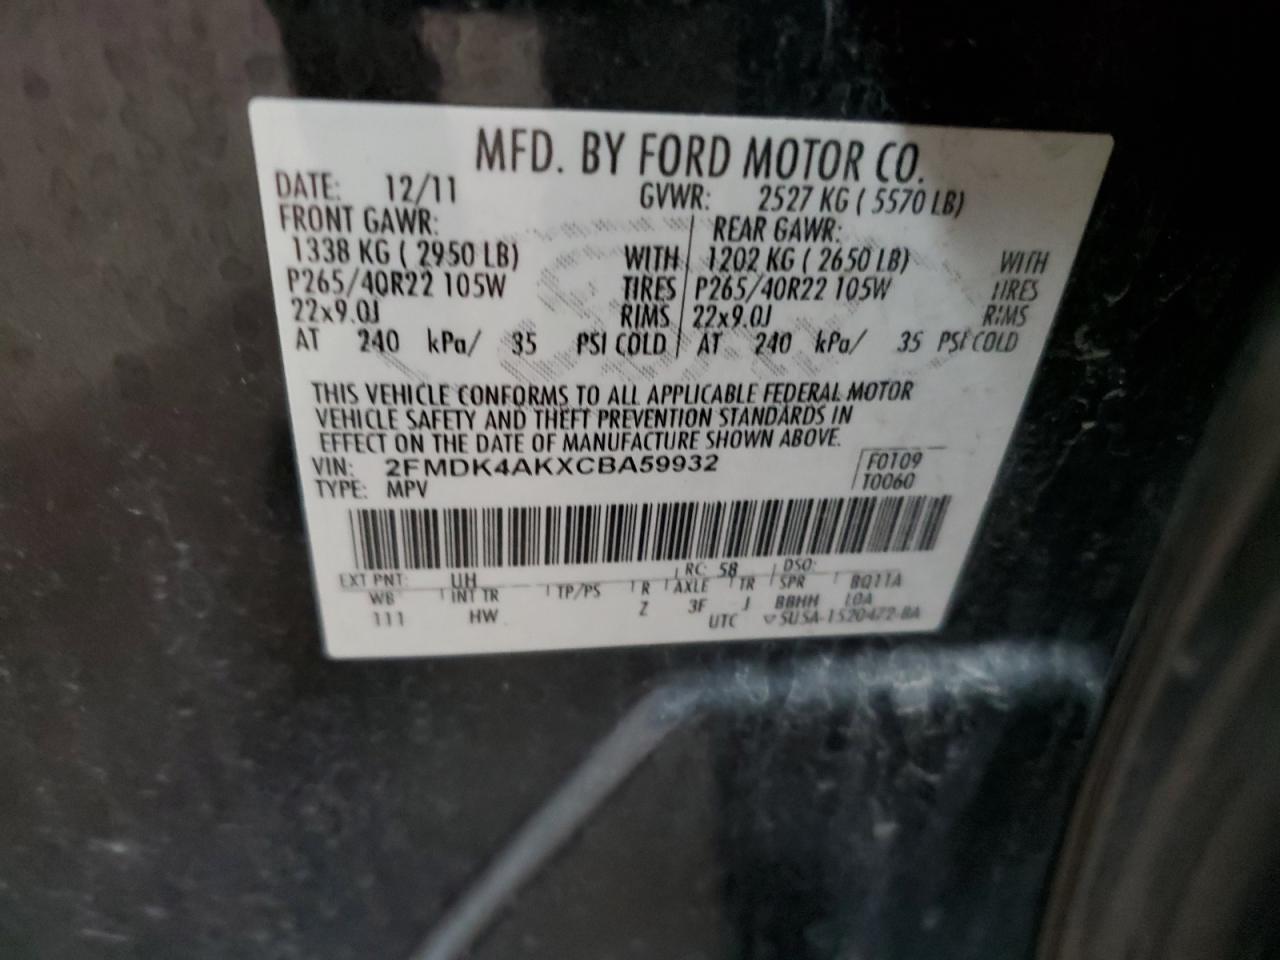 MFD. BY FORD MOTOR CO.
DATE: 12/11 GVWR: 2527 KG ( 5570 LB)
FRONT GAWR: REAR GAWR:
1338 KG ( 2950 LB) WITH 1202 KG ( 2650 LB) WITH
P265/40R22 105W TIRES P265/40R22 105W TIRES
22x9.0J RIMS 22x9.0J RIMS
AT 240 kPa/ 35 PSI COLD AT 240 kPa/ 35 PSI COLD
THIS VEHICLE CONFORMS TO ALL APPLICABLE FEDERAL MOTOR
VEHICLE SAFETY AND THEFT PREVENTION STANDARDS IN
EFFECT ON THE DATE OF MANUFACTURE SHOWN ABOVE.
VIN: 2FMDK4AKXCBA59932 F0109
TYPE: MPV T0060
EXT PNT: UH RC: 58 DSO:
WB INT TR TP/PS R AXLE TR SPR BQ11A
111 HW Z 3F J BBHH
UTC ▽5U5A-1520472-BA